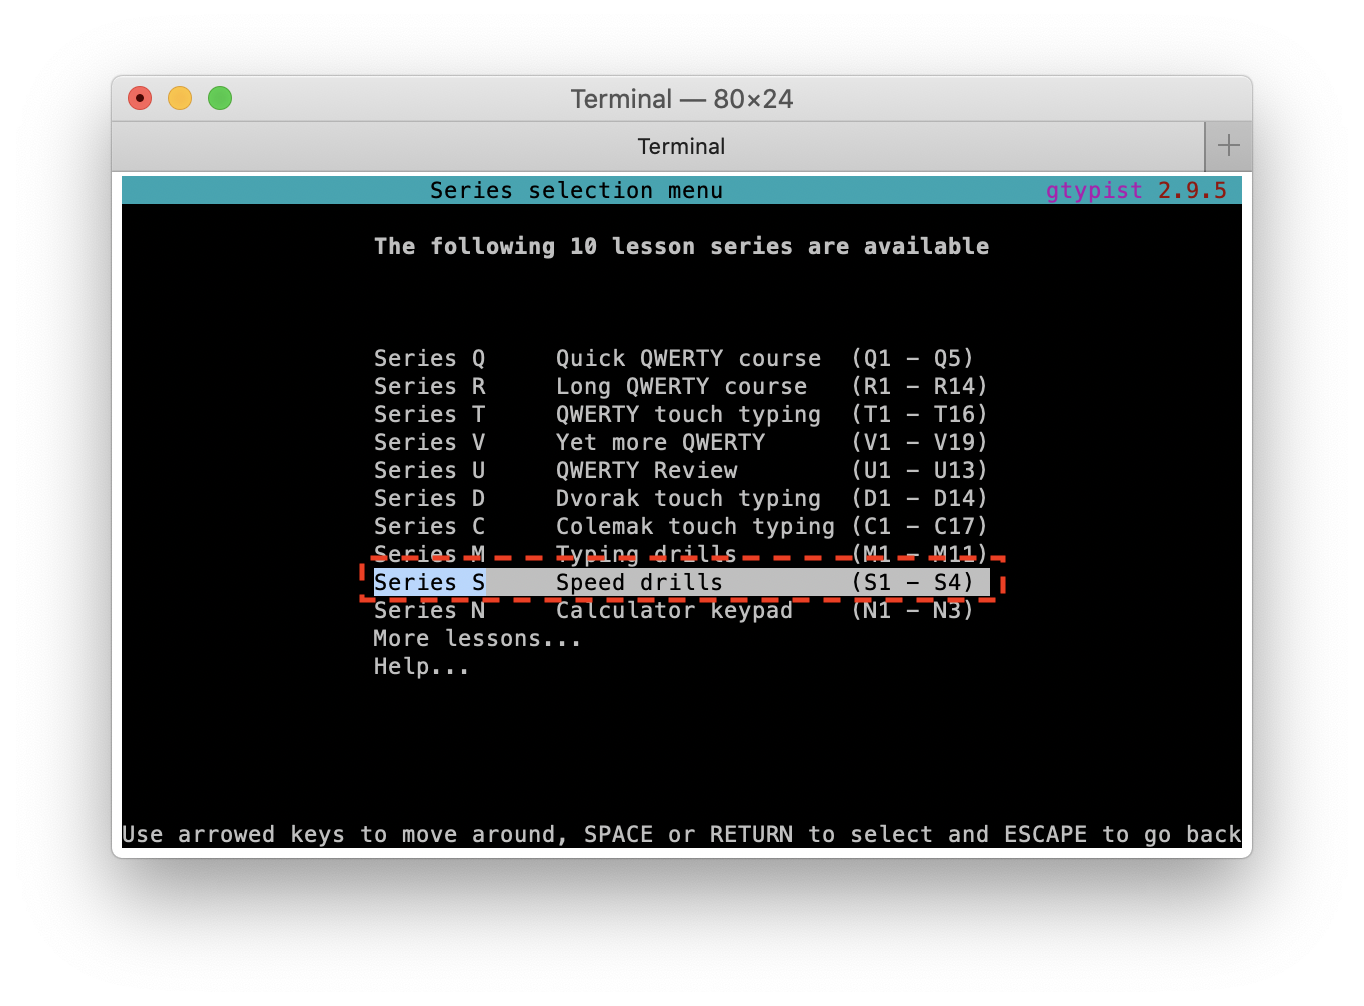 Terminal — 80×24
Terminal
Series selection menu gtypist 2.9.5
The following 10 lesson series are available
Series Q Quick QWERTY course (Q1 - Q5)
Series R Long QWERTY course (R1 - R14)
Series T QWERTY touch typing (T1 - T16)
Series V Yet more QWERTY (V1 - V19)
Series U QWERTY Review (U1 - U13)
Series D Dvorak touch typing (D1 - D14)
Series C Colemak touch typing (C1 - C17)
Series M Typing drills (M1 - M11)
Series S Speed drills (S1 - S4)
Series N Calculator keypad (N1 - N3)
More lessons...
Help...
Use arrowed keys to move around, SPACE or RETURN to select and ESCAPE to go back